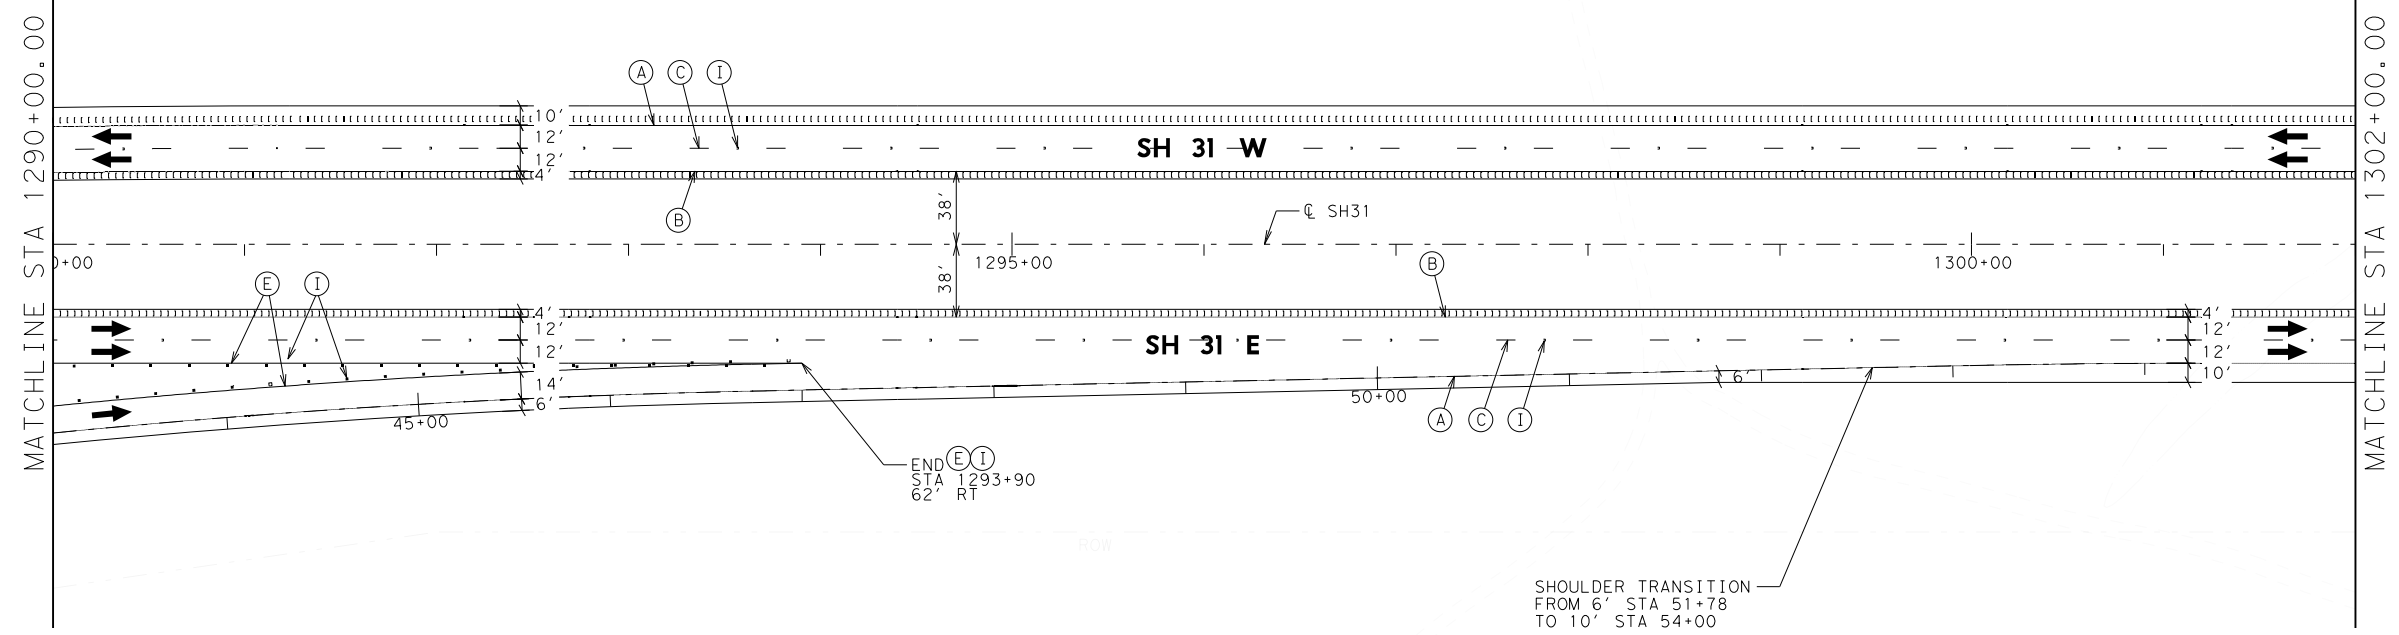 MATCHLINE STA 1290+00.00
MATCHLINE STA 1302+00.00
A C I
10'
12'
12'
4'
SH 31 W
B
38'
℄ SH31
0+00
1295+00
1300+00
38'
E I
B
4'
12'
12'
14'
6'
SH 31 E
4'
12'
12'
10'
6'
45+00
50+00
A C I
END E I
STA 1293+90
62' RT
ROW
SHOULDER TRANSITION
FROM 6' STA 51+78
TO 10' STA 54+00